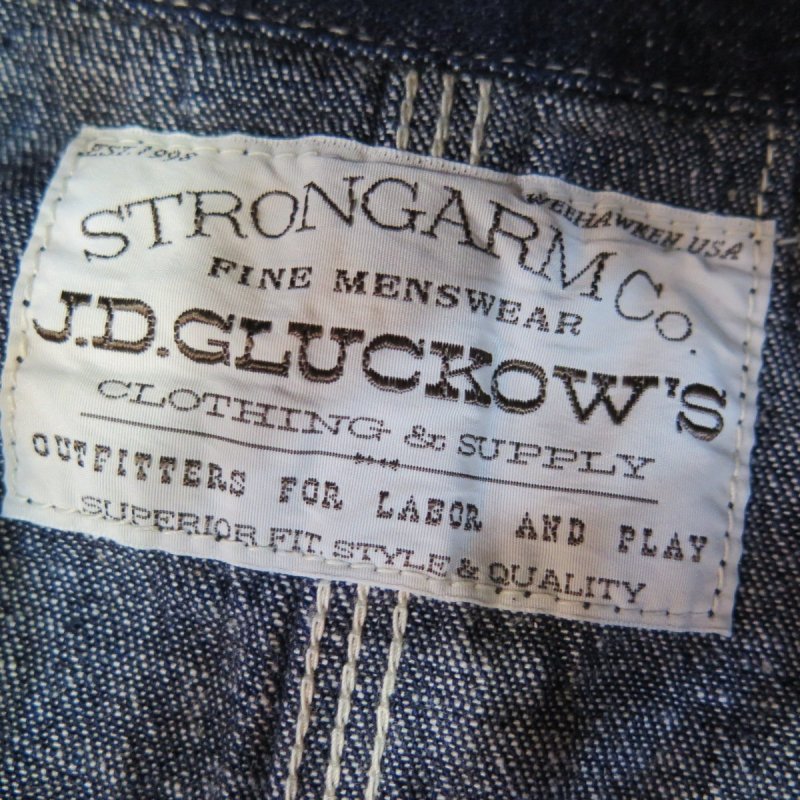 EST. 1998
WEEHAWKEN USA
STRONGARM Co.
FINE MENSWEAR
J.D.GLUCKOW'S
CLOTHING & SUPPLY
OUTFITTERS FOR LABOR AND PLAY
SUPERIOR FIT, STYLE & QUALITY